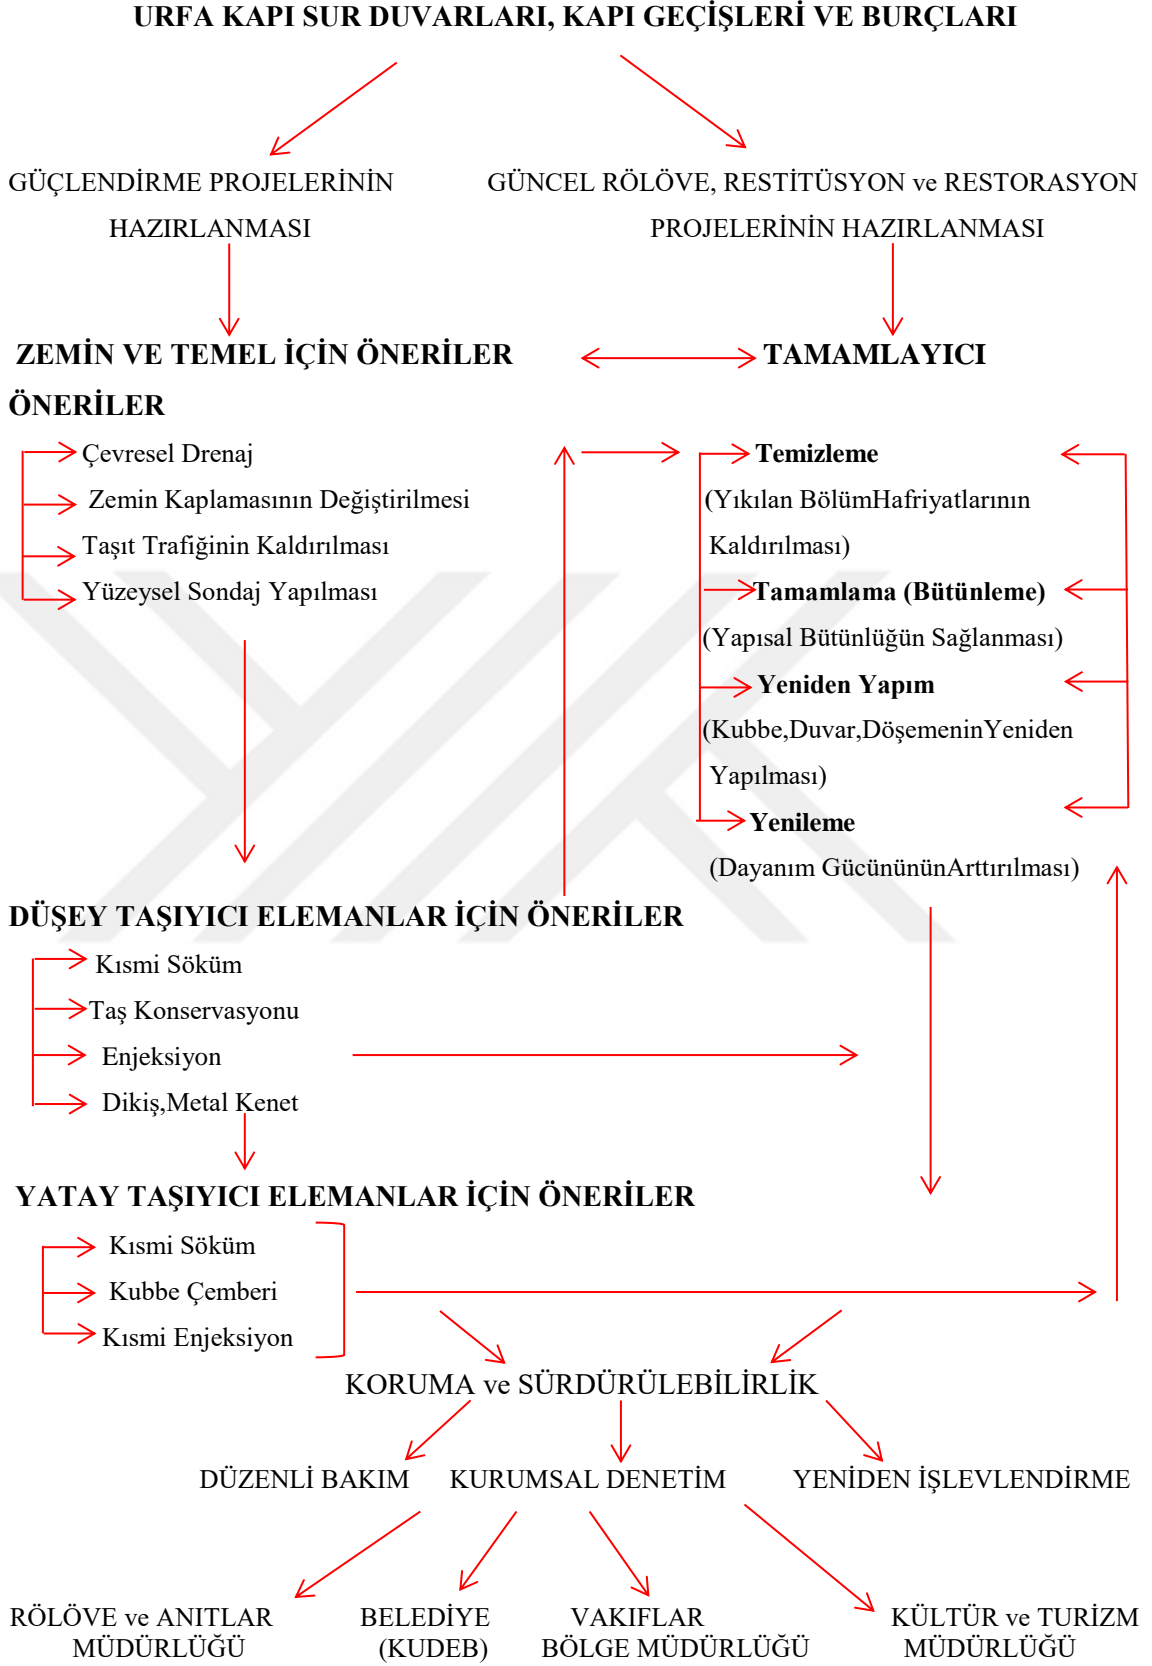 URFA KAPI SUR DUVARLARI, KAPI GEÇİŞLERİ VE BURÇLARI
GÜÇLENDİRME PROJELERİNİN GÜNCEL RÖLÖVE, RESTİTÜSYON ve RESTORASYON
HAZIRLANMASI PROJELERİNİN HAZIRLANMASI
ZEMİN VE TEMEL İÇİN ÖNERİLER TAMAMLAYICI
ÖNERİLER
Çevresel Drenaj Temizleme
Zemin Kaplamasının Değiştirilmesi (Yıkılan BölümHafriyatlarının
Taşıt Trafiğinin Kaldırılması Kaldırılması)
Yüzeysel Sondaj Yapılması Tamamlama (Bütünleme)
(Yapısal Bütünlüğün Sağlanması)
Yeniden Yapım
(Kubbe,Duvar,DöşemeninYeniden
Yapılması)
Yenileme
(Dayanım GücünününArttırılması)
DÜŞEY TAŞIYICI ELEMANLAR İÇİN ÖNERİLER
Kısmi Söküm
Taş Konservasyonu
Enjeksiyon
Dikiş,Metal Kenet
YATAY TAŞIYICI ELEMANLAR İÇİN ÖNERİLER
Kısmi Söküm
Kubbe Çemberi
Kısmi Enjeksiyon
KORUMA ve SÜRDÜRÜLEBİLİRLİK
DÜZENLİ BAKIM KURUMSAL DENETİM YENİDEN İŞLEVLENDİRME
RÖLÖVE ve ANITLAR BELEDİYE VAKIFLAR KÜLTÜR ve TURİZM
MÜDÜRLÜĞÜ (KUDEB) BÖLGE MÜDÜRLÜĞÜ MÜDÜRLÜĞÜ